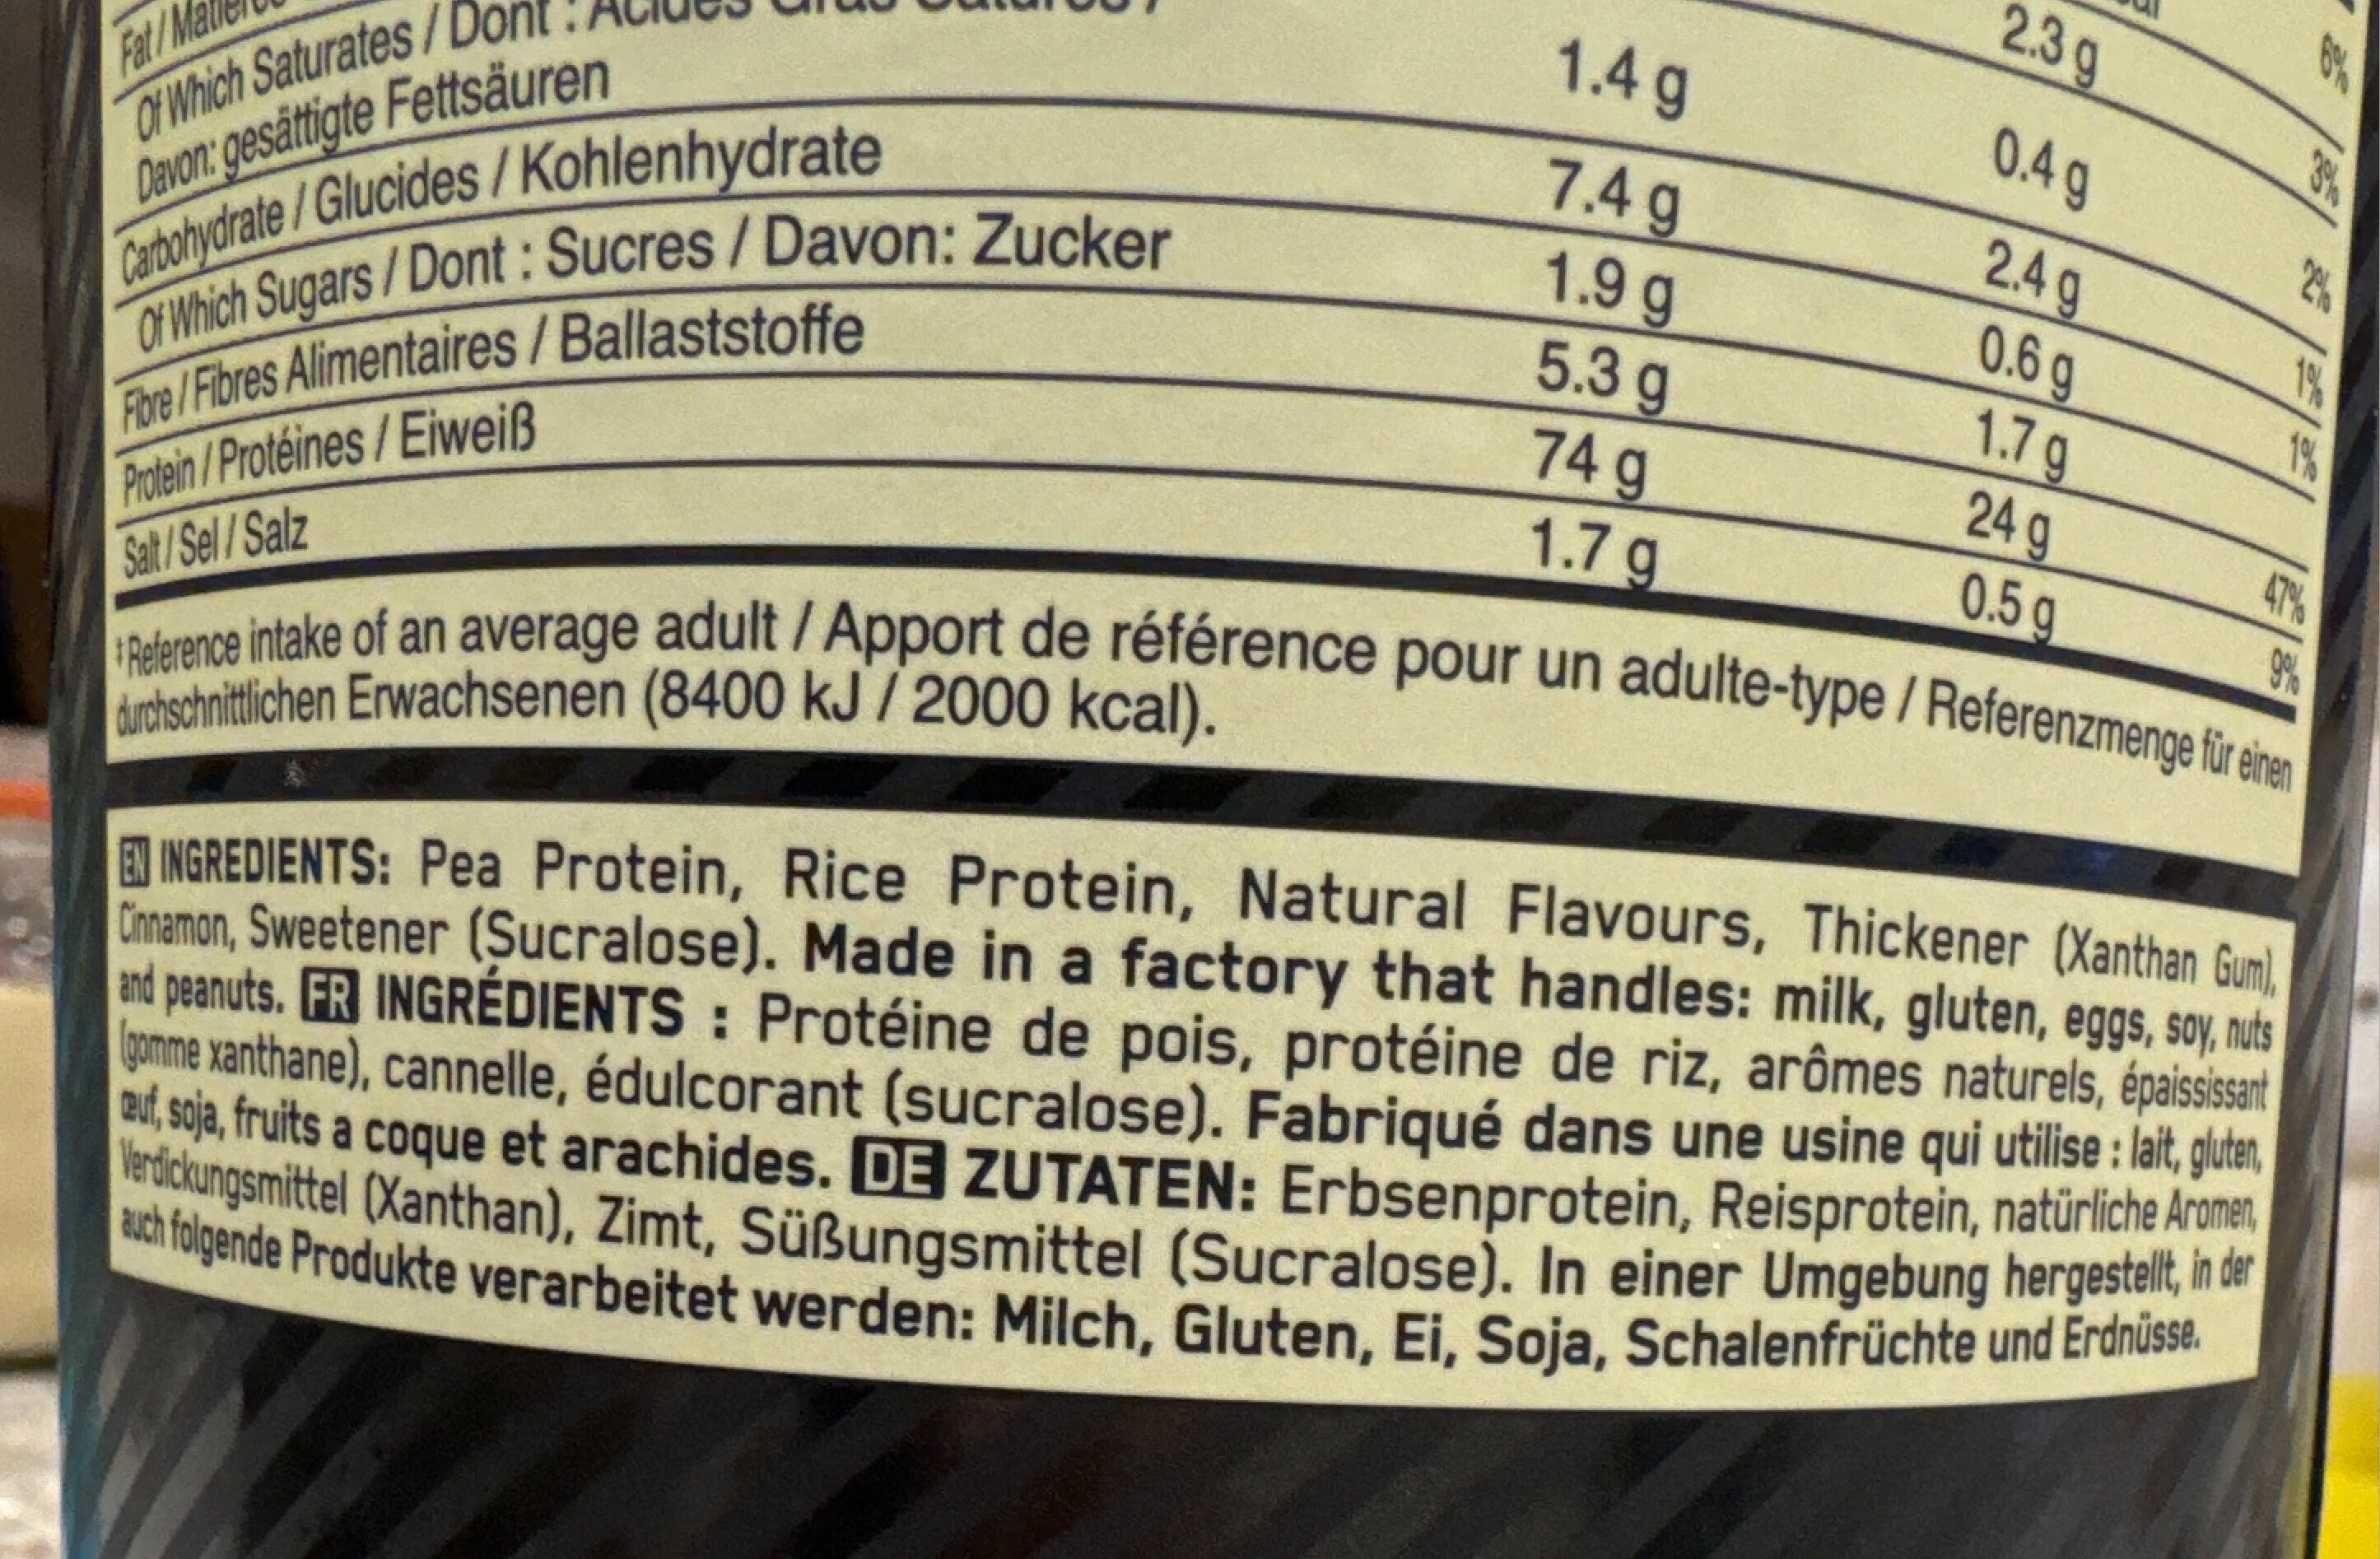 Fat /
Of Which Saturates / Dont : Acides Gras Saturés /
2.3 g 6%
Davon: gesättigte Fettsäuren 1.4 g 0.4 g 3%
Carbohydrate / Glucides / Kohlenhydrate 7.4 g 2.4 g 2%
Of Which Sugars / Dont : Sucres / Davon: Zucker 1.9 g 0.6 g 1%
Fibre / Fibres Alimentaires / Ballaststoffe 5.3 g 1.7 g 1%
Protein / Protéines / Eiweiß 74 g 24 g 47%
Salt / Sel / Salz 1.7 g 0.5 g 9%
‡Reference intake of an average adult / Apport de référence pour un adulte-type / Referenzmenge für einen
durchschnittlichen Erwachsenen (8400 kJ / 2000 kcal).
EN INGREDIENTS: Pea Protein, Rice Protein, Natural Flavours, Thickener (Xanthan Gum),
Cinnamon, Sweetener (Sucralose). Made in a factory that handles: milk, gluten, eggs, soy, nuts
and peanuts. FR INGRÉDIENTS : Protéine de pois, protéine de riz, arômes naturels, épaississant
(gomme xanthane), cannelle, édulcorant (sucralose). Fabriqué dans une usine qui utilise : lait, gluten,
œuf, soja, fruits a coque et arachides. DE ZUTATEN: Erbsenprotein, Reisprotein, natürliche Aromen,
Verdickungsmittel (Xanthan), Zimt, Süßungsmittel (Sucralose). In einer Umgebung hergestellt, in der
auch folgende Produkte verarbeitet werden: Milch, Gluten, Ei, Soja, Schalenfrüchte und Erdnüsse.